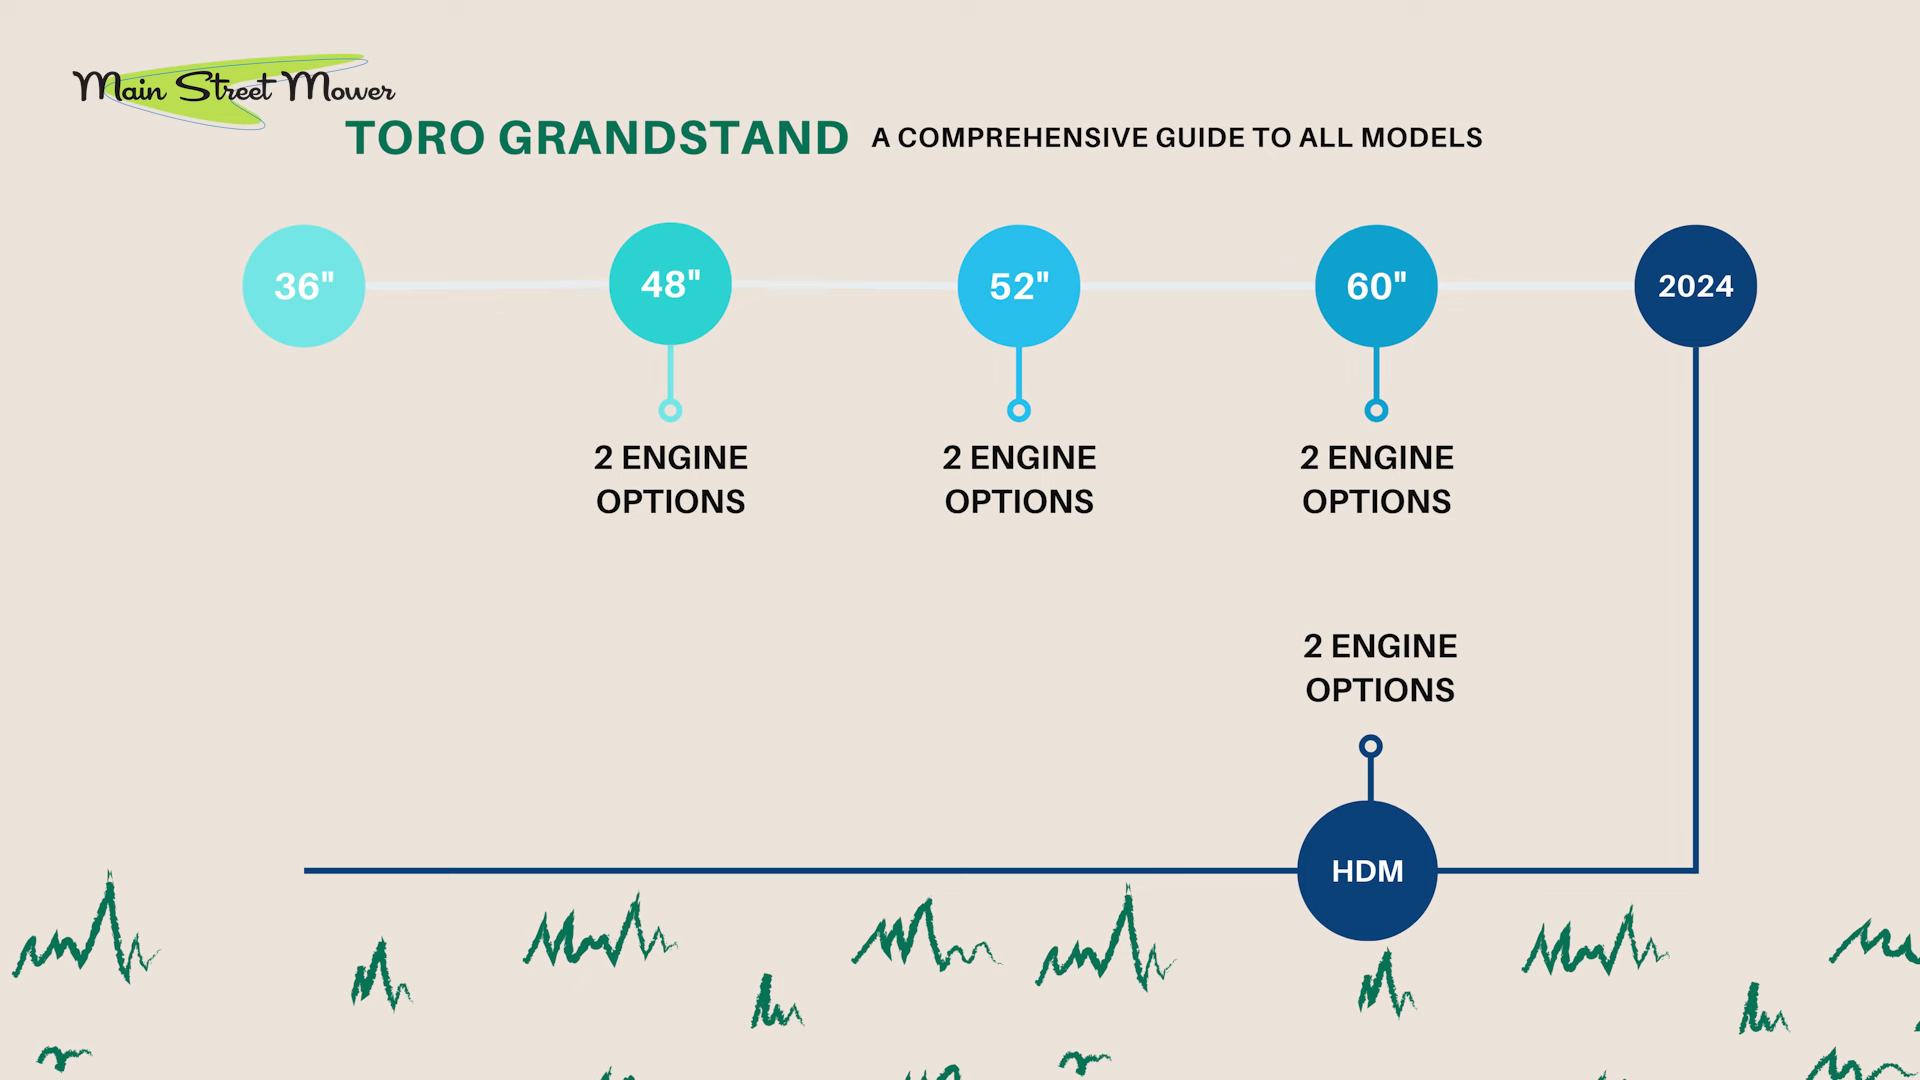 Main Street Mower
TORO GRANDSTAND A COMPREHENSIVE GUIDE TO ALL MODELS
36"
48"
52"
60"
2024
2 ENGINE
OPTIONS
2 ENGINE
OPTIONS
2 ENGINE
OPTIONS
2 ENGINE
OPTIONS
HDM